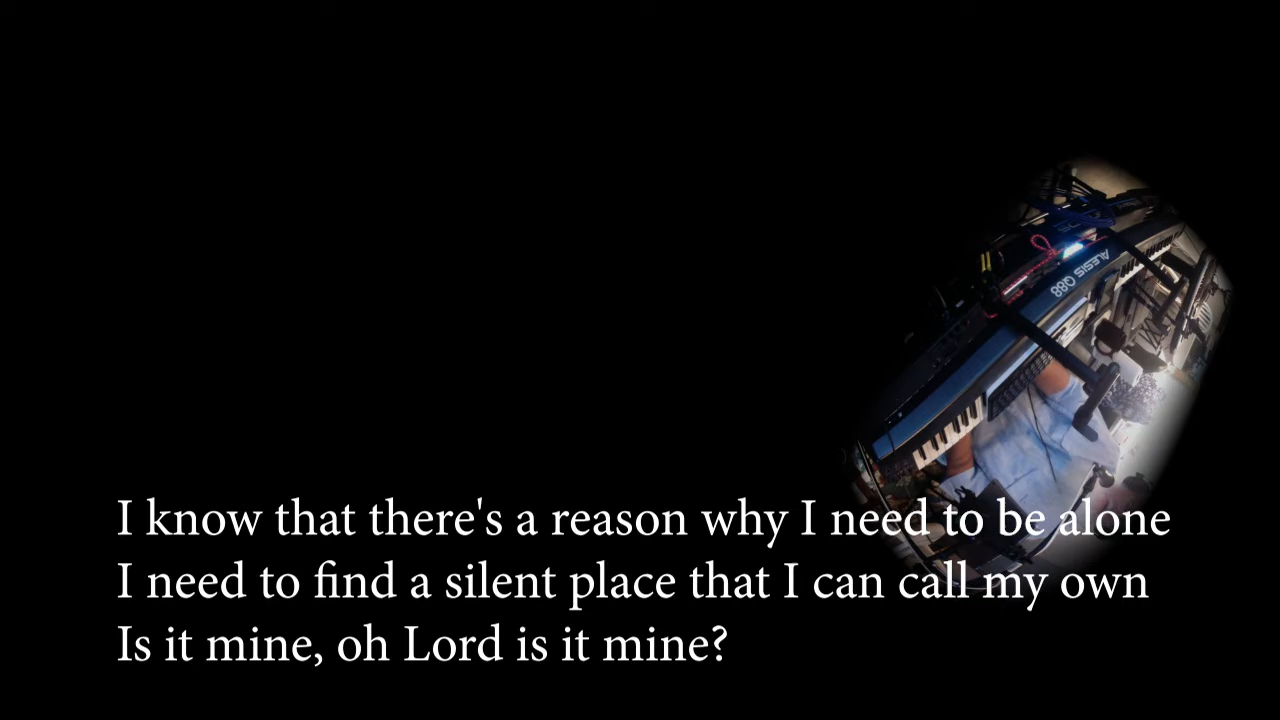 ALESIS Q88
I know that there's a reason why I need to be alone
I need to find a silent place that I can call my own
Is it mine, oh Lord is it mine?